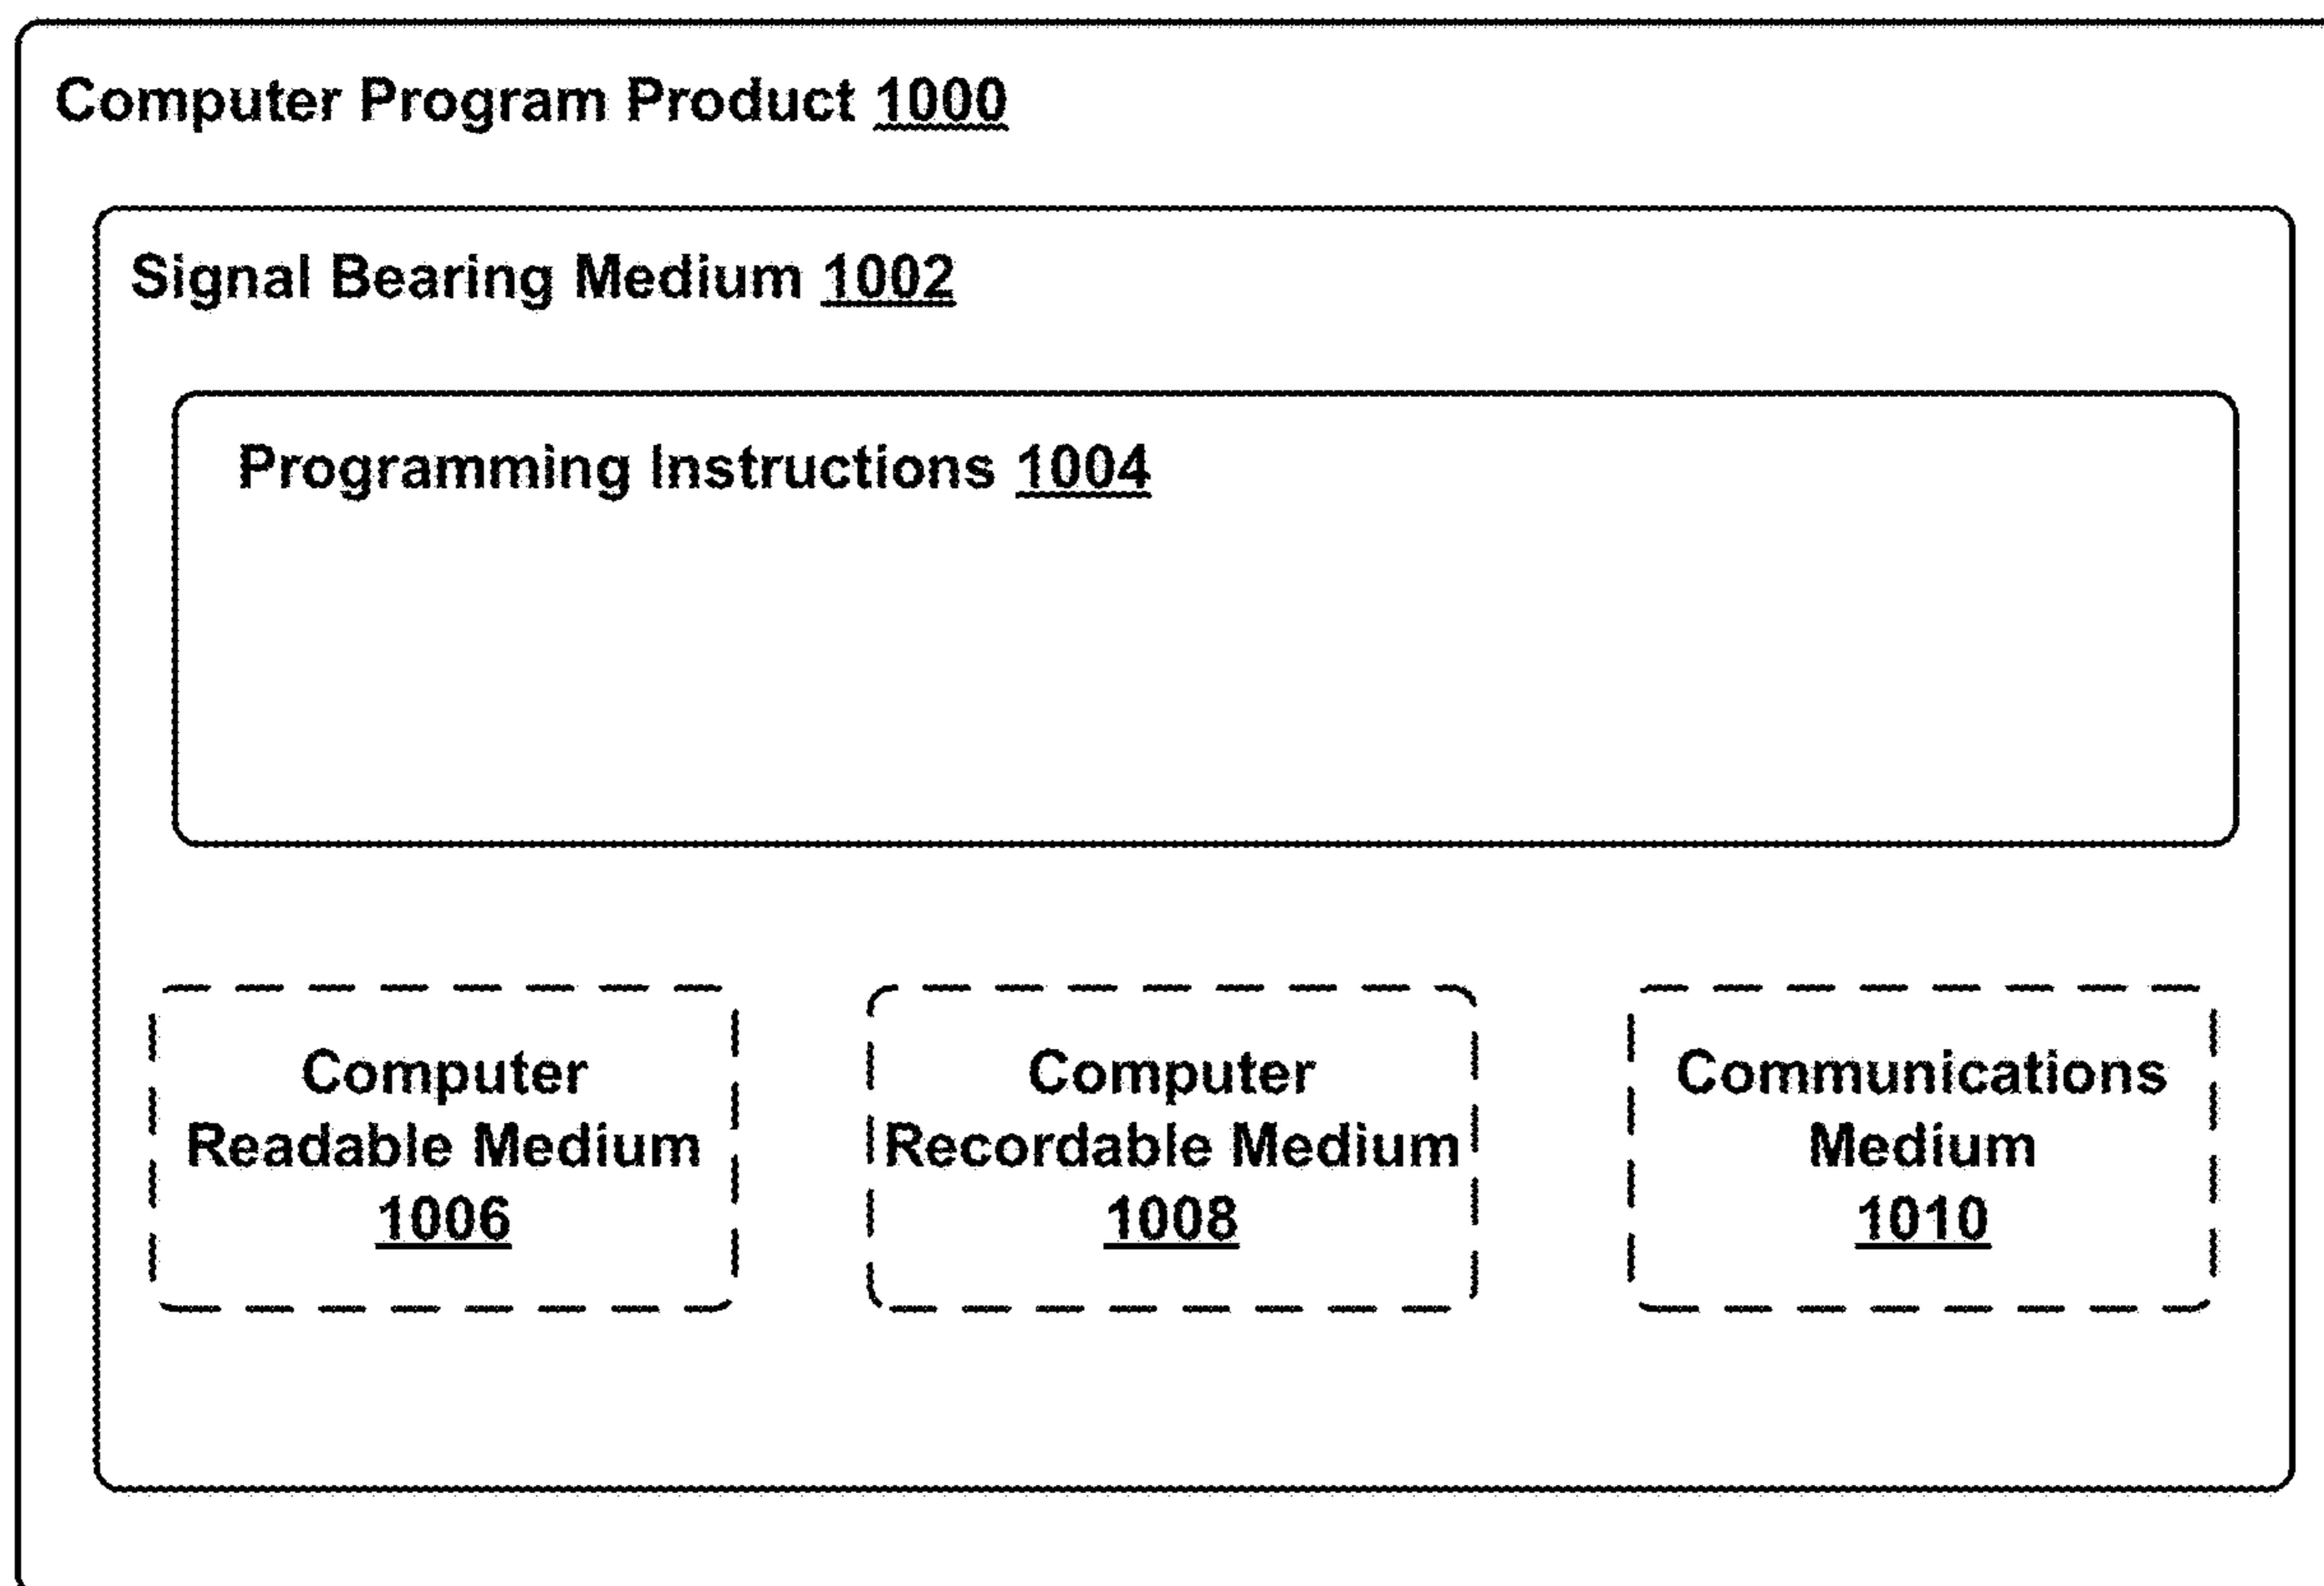 Computer Program Product 1000
Signal Bearing Medium 1002
Programming Instructions 1004
Computer
Readable Medium
1006
Computer
Recordable Medium
1008
Communications
Medium
1010